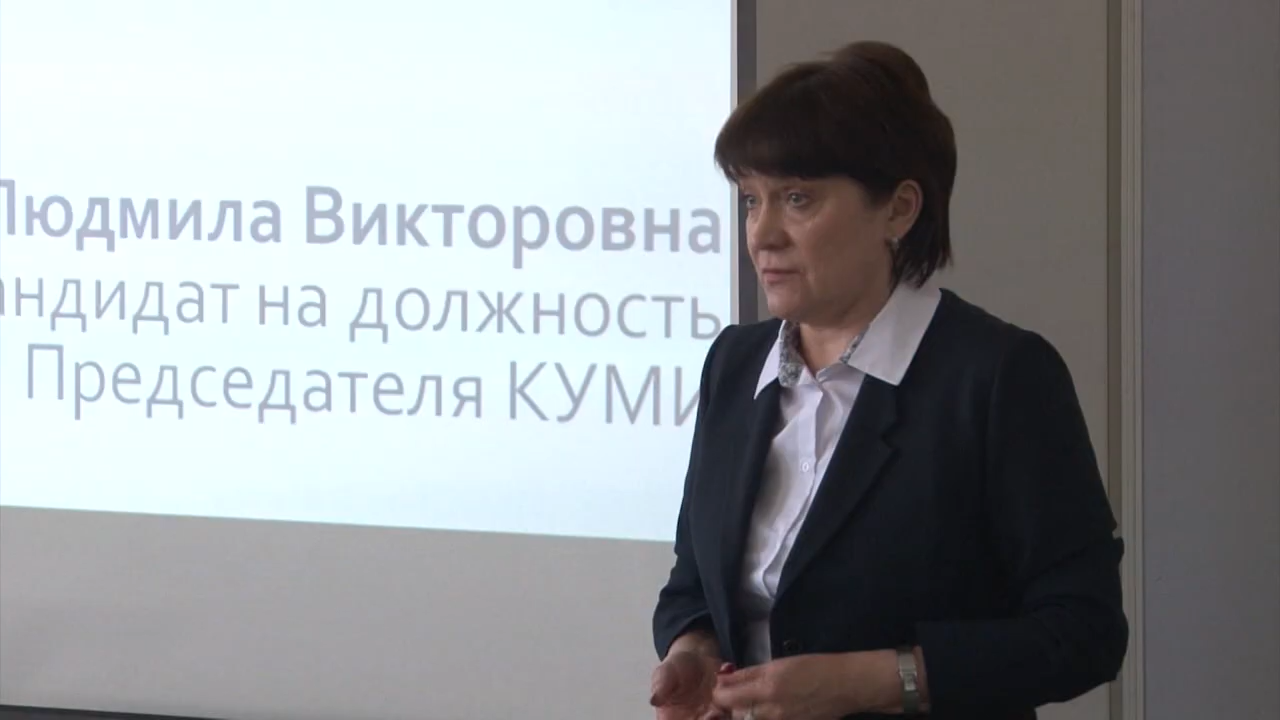 Людмила Викторовна
андидат на должность
Председателя КУМИ